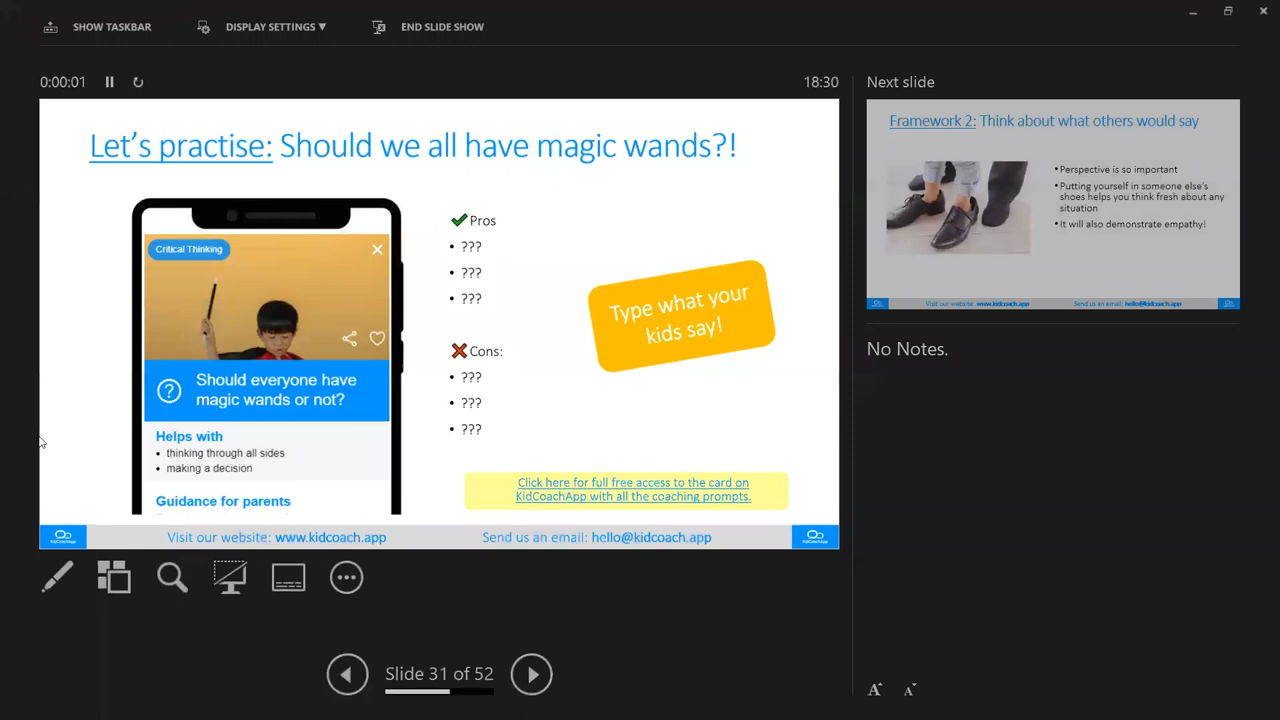 SHOW TASKBAR
DISPLAY SETTINGS ▼
END SLIDE SHOW
0:00:01
18:30
Let's practise: Should we all have magic wands?!
Critical Thinking
Should everyone have
magic wands or not?
Helps with
• thinking through all sides
• making a decision
Guidance for parents
Pros
• ???
• ???
• ???
Cons:
• ???
• ???
• ???
Type what your
kids say!
Click here for full free access to the card on
KidCoachApp with all the coaching prompts.
KidCoachApp
Visit our website: www.kidcoach.app
Send us an email: hello@kidcoach.app
KidCoachApp
Next slide
Framework 2: Think about what others would say
• Perspective is so important
• Putting yourself in someone else's
shoes helps you think fresh about any
situation
• It will also demonstrate empathy!
Visit our website: www.kidcoach.app
Send us an email: hello@kidcoach.app
No Notes.
Slide 31 of 52
A
A